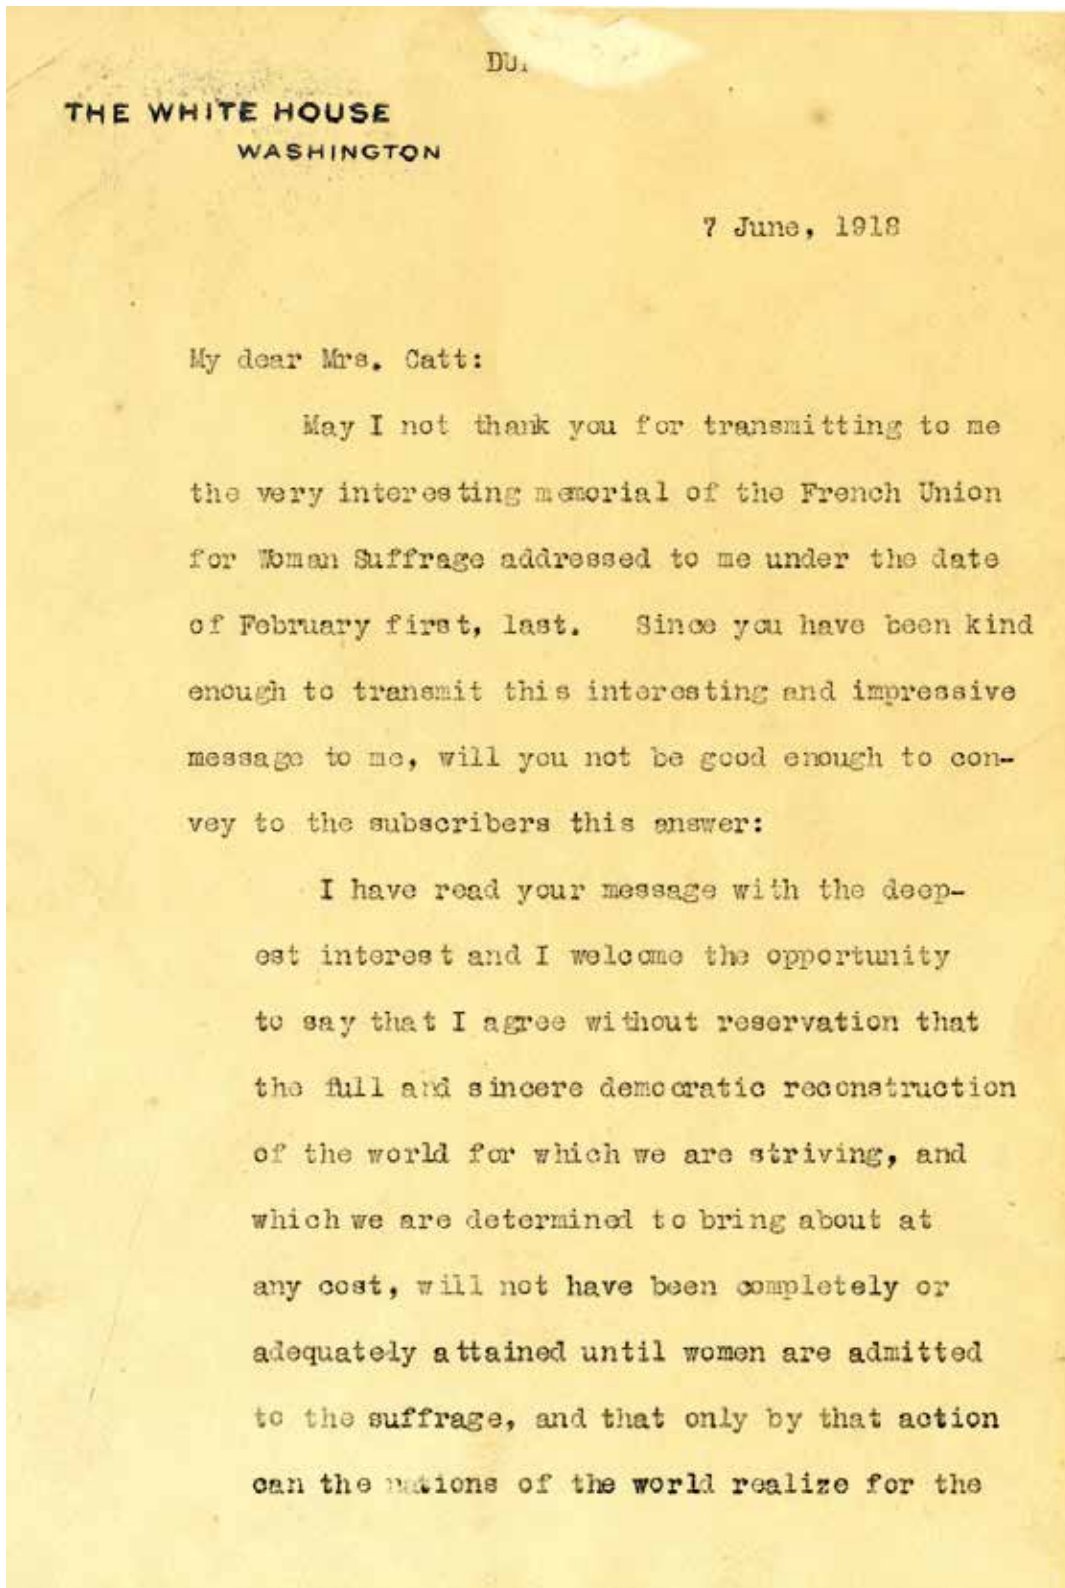 THE WHITE HOUSE
WASHINGTON
7 June, 1918
My dear Mrs. Catt:
May I not thank you for transmitting to me
the very interesting memorial of the French Union
for Woman Suffrage addressed to me under the date
of February first, last. Since you have been kind
enough to transmit this interesting and impressive
message to me, will you not be good enough to con-
vey to the subscribers this answer:
I have read your message with the deep-
est interest and I welcome the opportunity
to say that I agree without reservation that
the full and sincere democratic reconstruction
of the world for which we are striving, and
which we are determined to bring about at
any cost, will not have been completely or
adequately attained until women are admitted
to the suffrage, and that only by that action
can the nations of the world realize for the